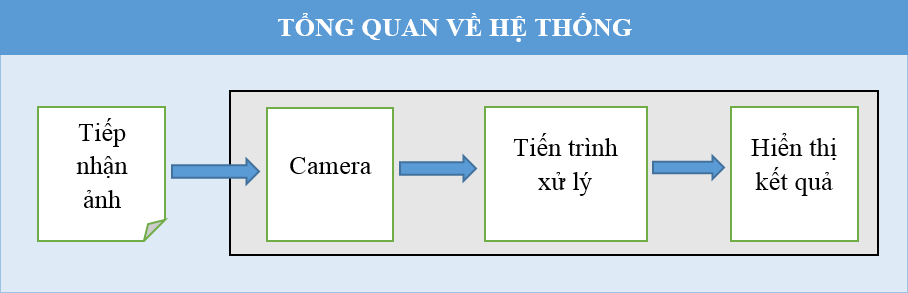 TỔNG QUAN VỀ HỆ THỐNG
Tiếp
nhận
ảnh
Camera
Tiến trình
xử lý
Hiển thị
kết quả